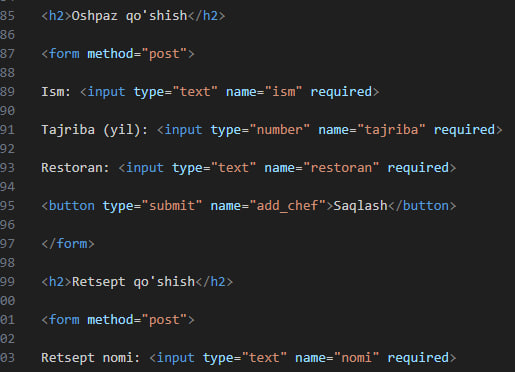 85 <h2>Oshpaz qo'shish</h2>
86
87 <form method="post">
88
89 Ism: <input type="text" name="ism" required>
90
91 Tajriba (yil): <input type="number" name="tajriba" required>
92
93 Restoran: <input type="text" name="restoran" required>
94
95 <button type="submit" name="add_chef">Saqlash</button>
96
97 </form>
98
99 <h2>Retsept qo'shish</h2>
00
01 <form method="post">
02
03 Retsept nomi: <input type="text" name="nomi" required>